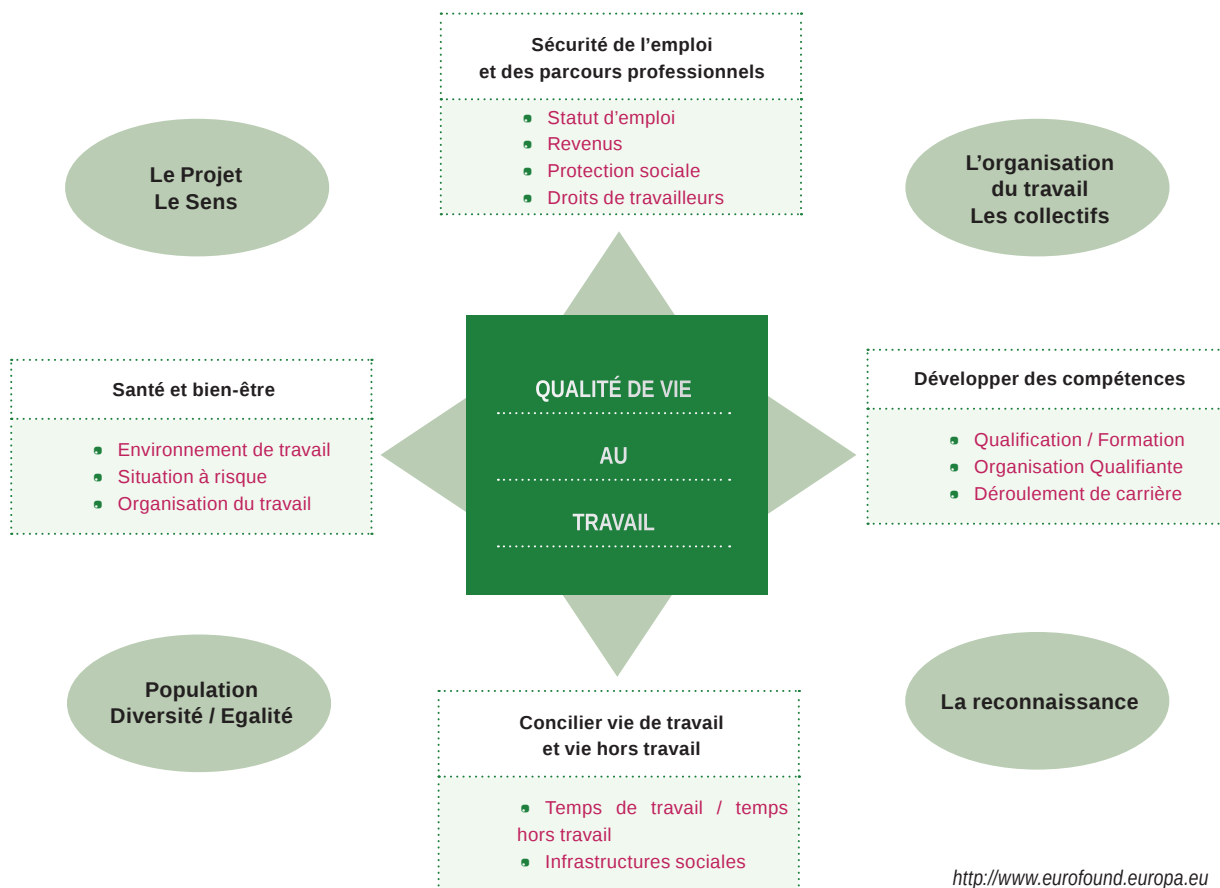 Sécurité de l’emploi
et des parcours professionnels
Statut d’emploi
Revenus
Protection sociale
Droits de travailleurs
Le Projet
Le Sens
L’organisation
du travail
Les collectifs
Santé et bien-être
Environnement de travail
Situation à risque
Organisation du travail
QUALITÉ DE VIE
AU
TRAVAIL
Développer des compétences
Qualification / Formation
Organisation Qualifiante
Déroulement de carrière
Population
Diversité / Egalité
La reconnaissance
Concilier vie de travail
et vie hors travail
Temps de travail / temps
hors travail
Infrastructures sociales
http://www.eurofound.europa.eu